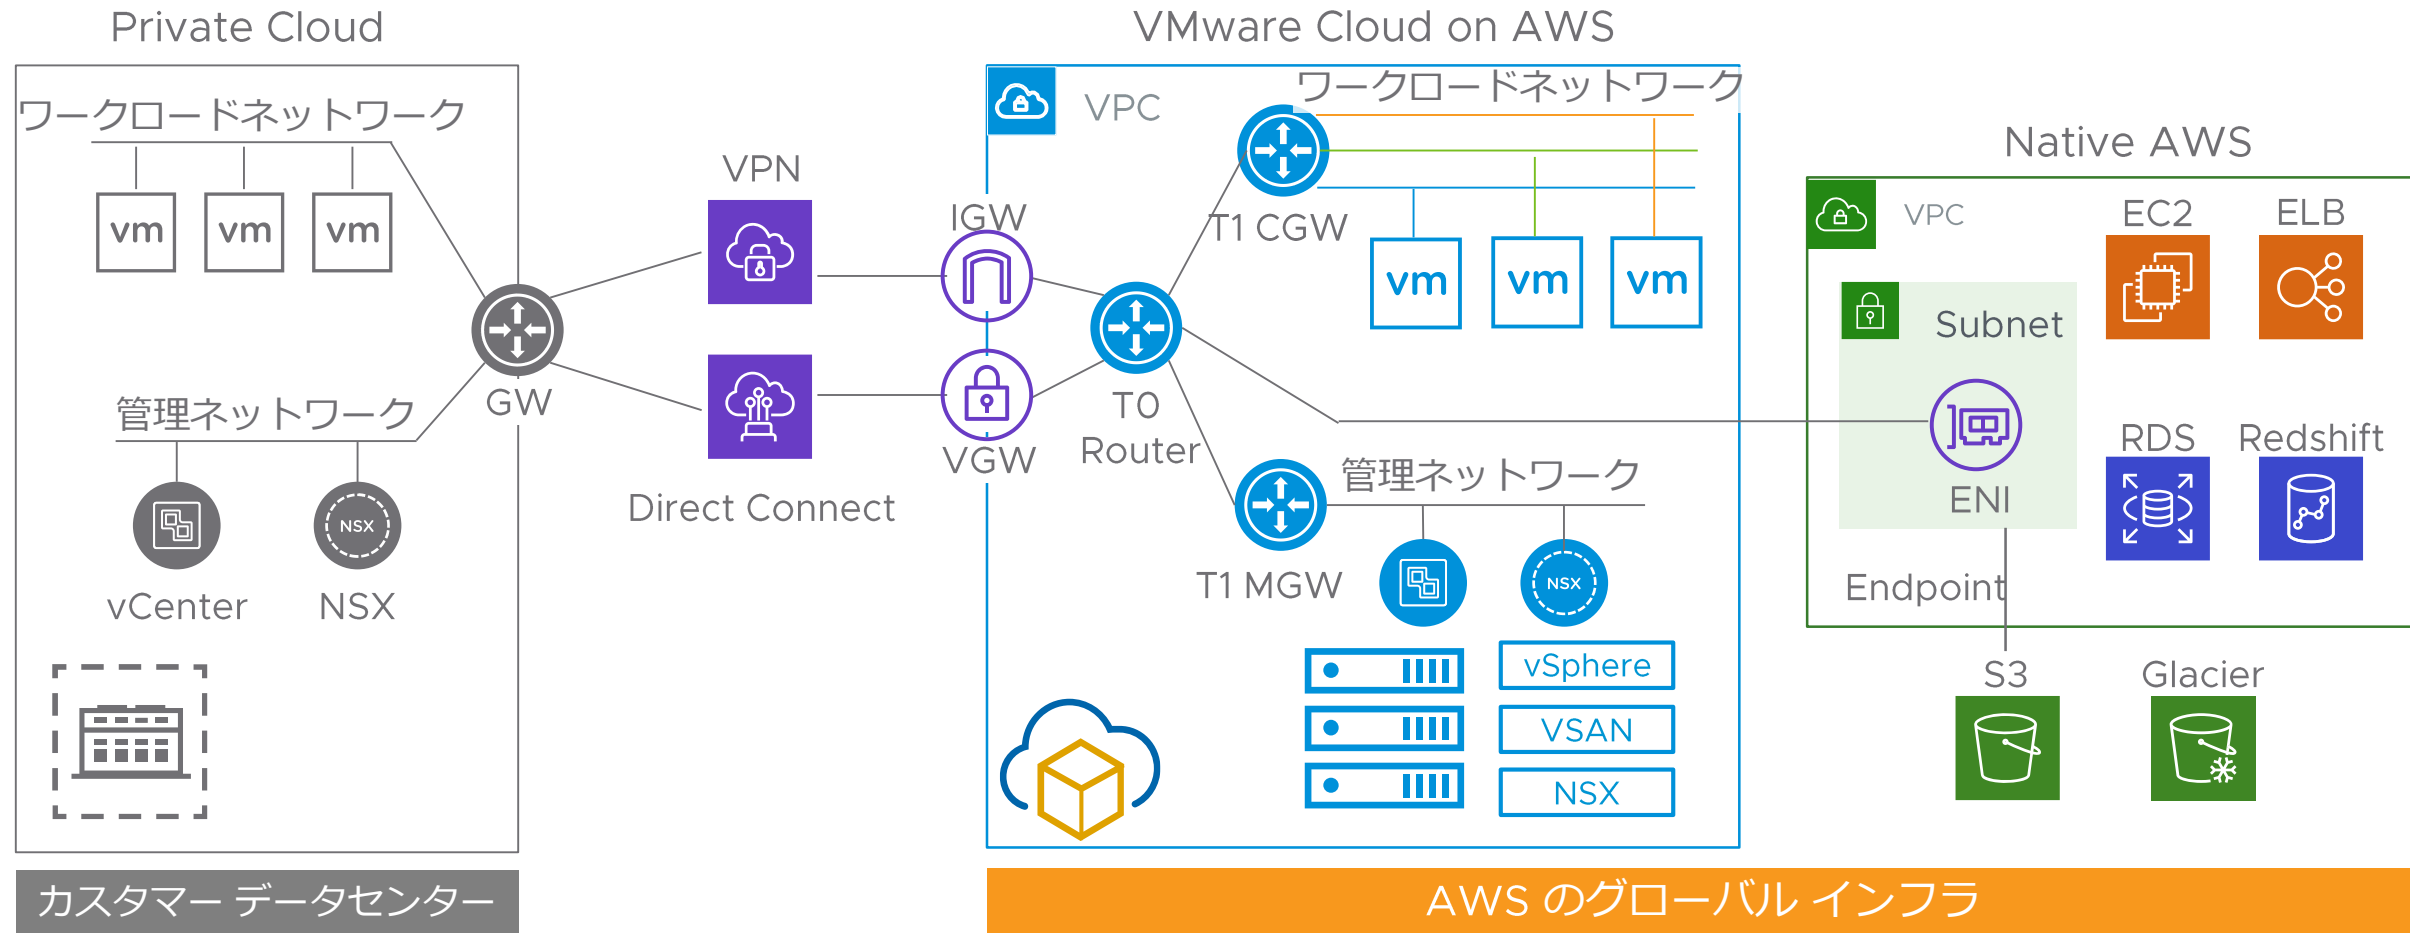 Private Cloud
ワークロードネットワーク
vm
vm
vm
GW
管理ネットワーク
NSX
vCenter
NSX
カスタマー データセンター
VPN
Direct Connect
VMware Cloud on AWS
VPC
ワークロードネットワーク
IGW
VGW
T0
Router
T1 CGW
vm
vm
vm
T1 MGW
管理ネットワーク
NSX
vSphere
VSAN
NSX
Native AWS
VPC
EC2
ELB
Subnet
ENI
RDS
Redshift
Endpoint
S3
Glacier
AWS のグローバル インフラ